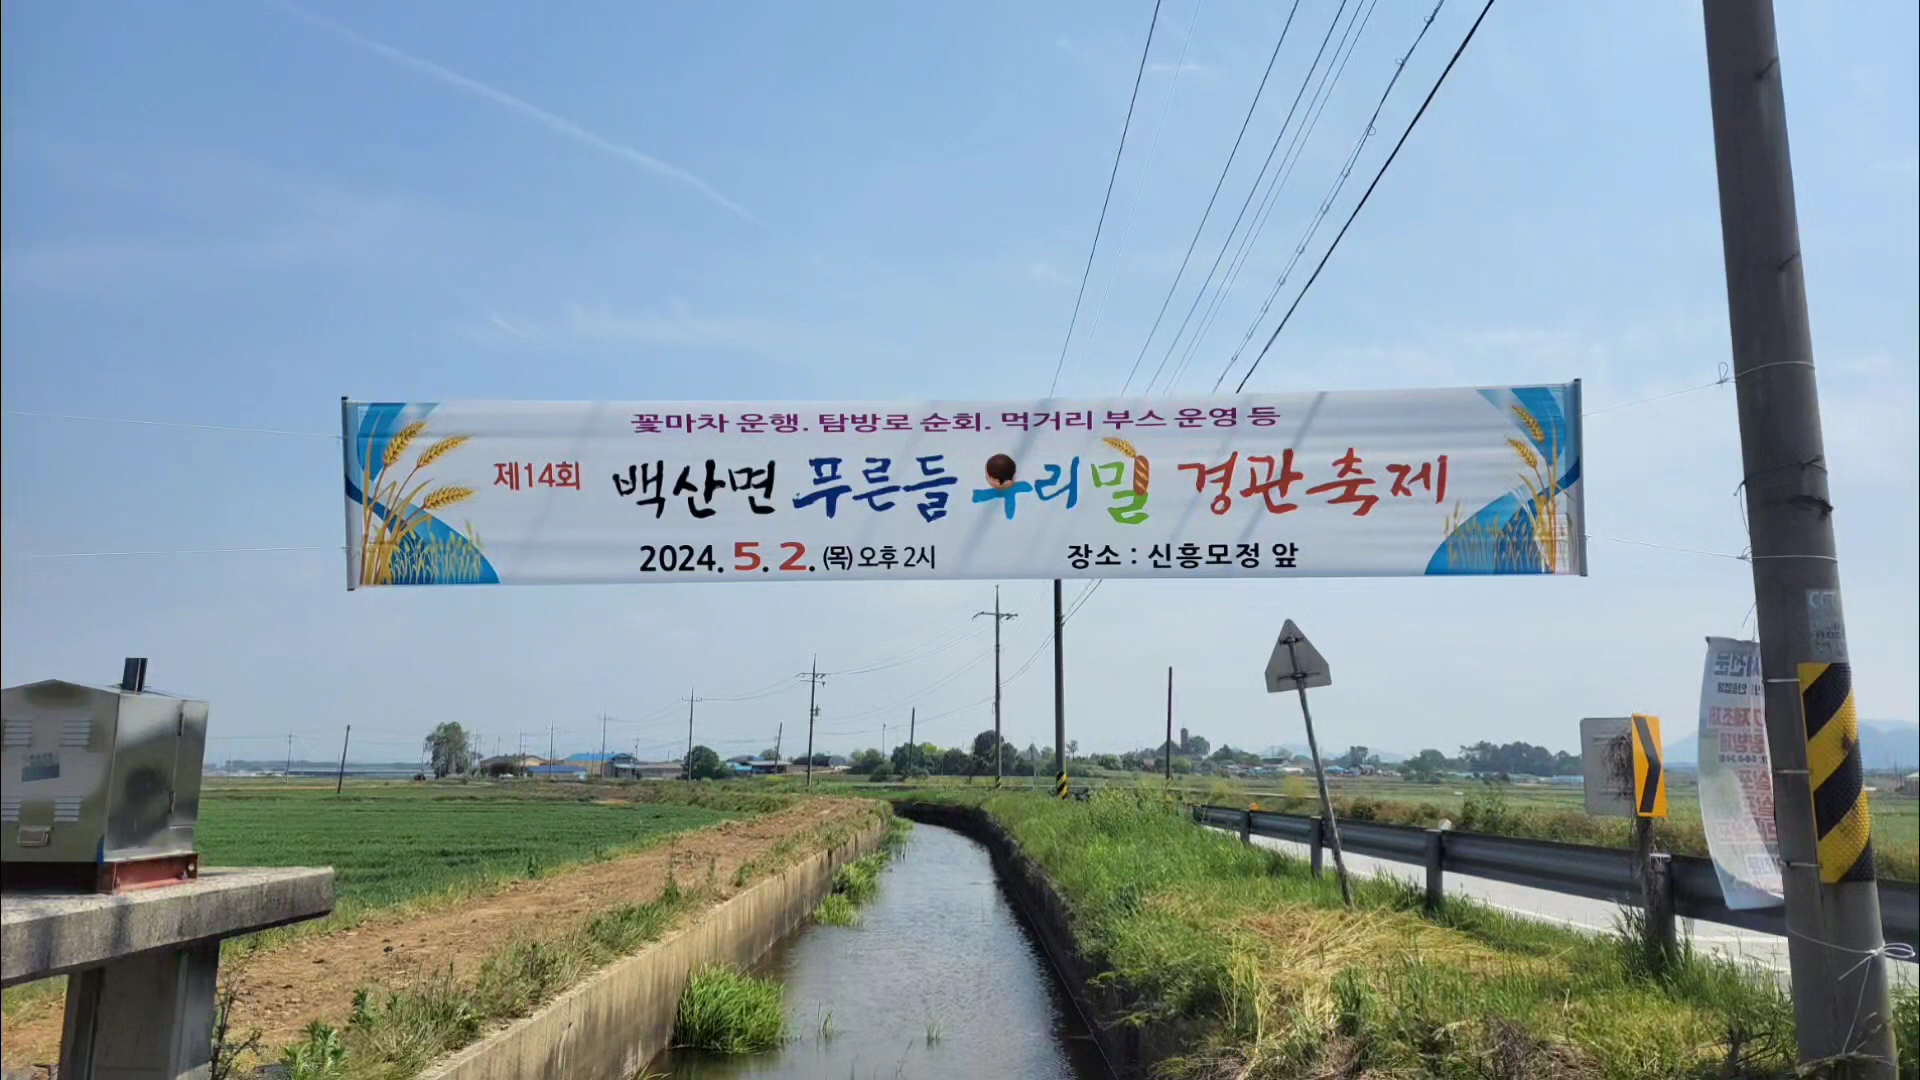 꽃마차 운행. 탐방로 순회. 먹거리 부스 운영 등
제14회 백산면 푸른들 우리밀 경관축제
2024. 5. 2. (목) 오후 2시
장소 : 신흥모정 앞